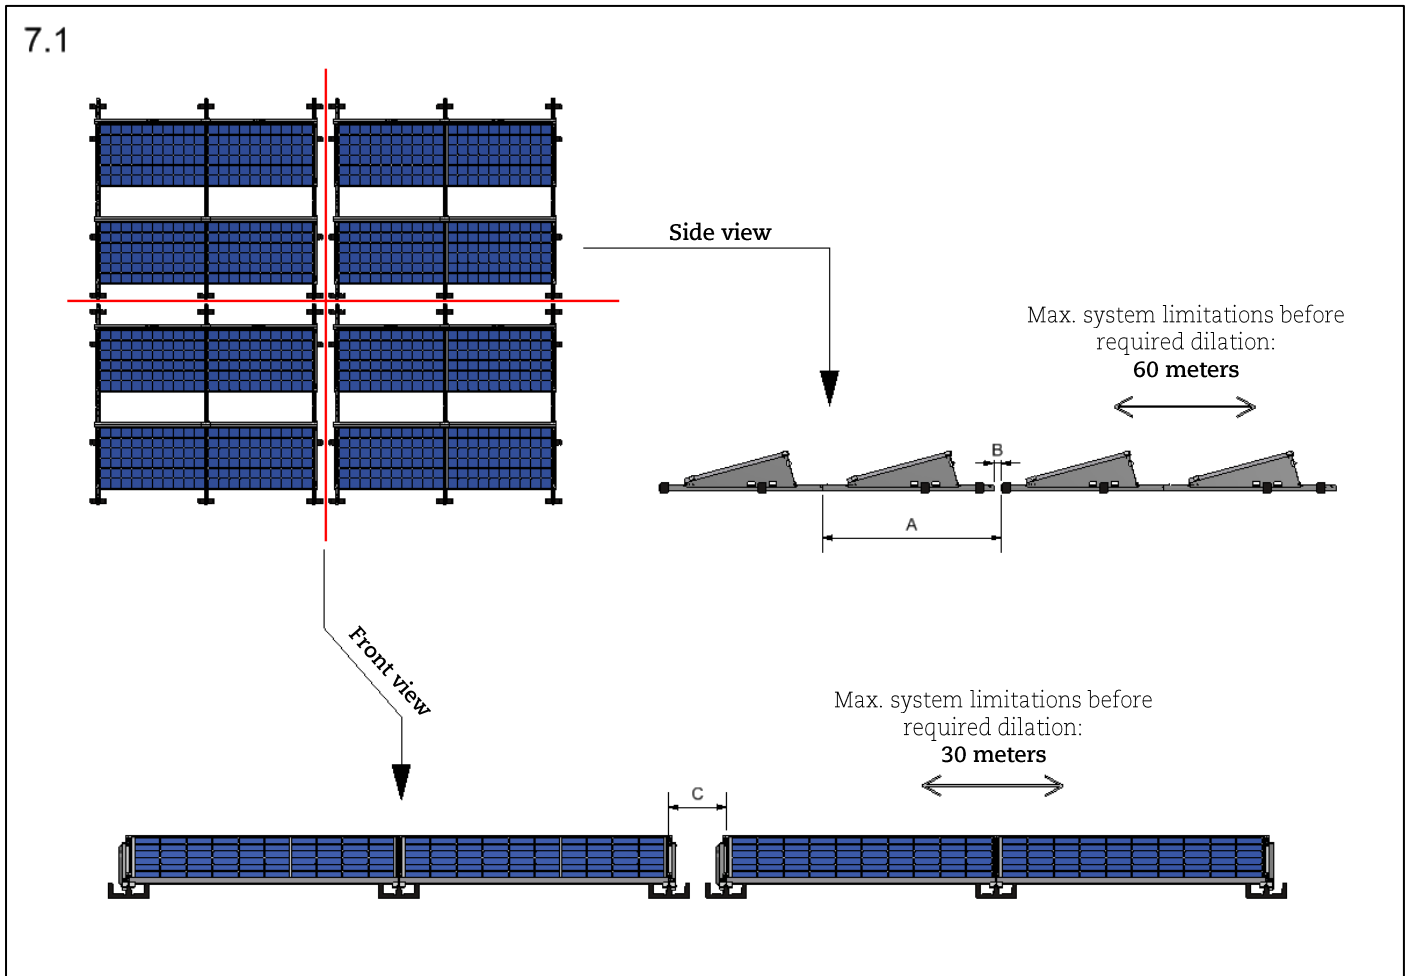 7.1
Side view
Max. system limitations before
required dilation:
60 meters
B
A
Front view
Max. system limitations before
required dilation:
30 meters
C